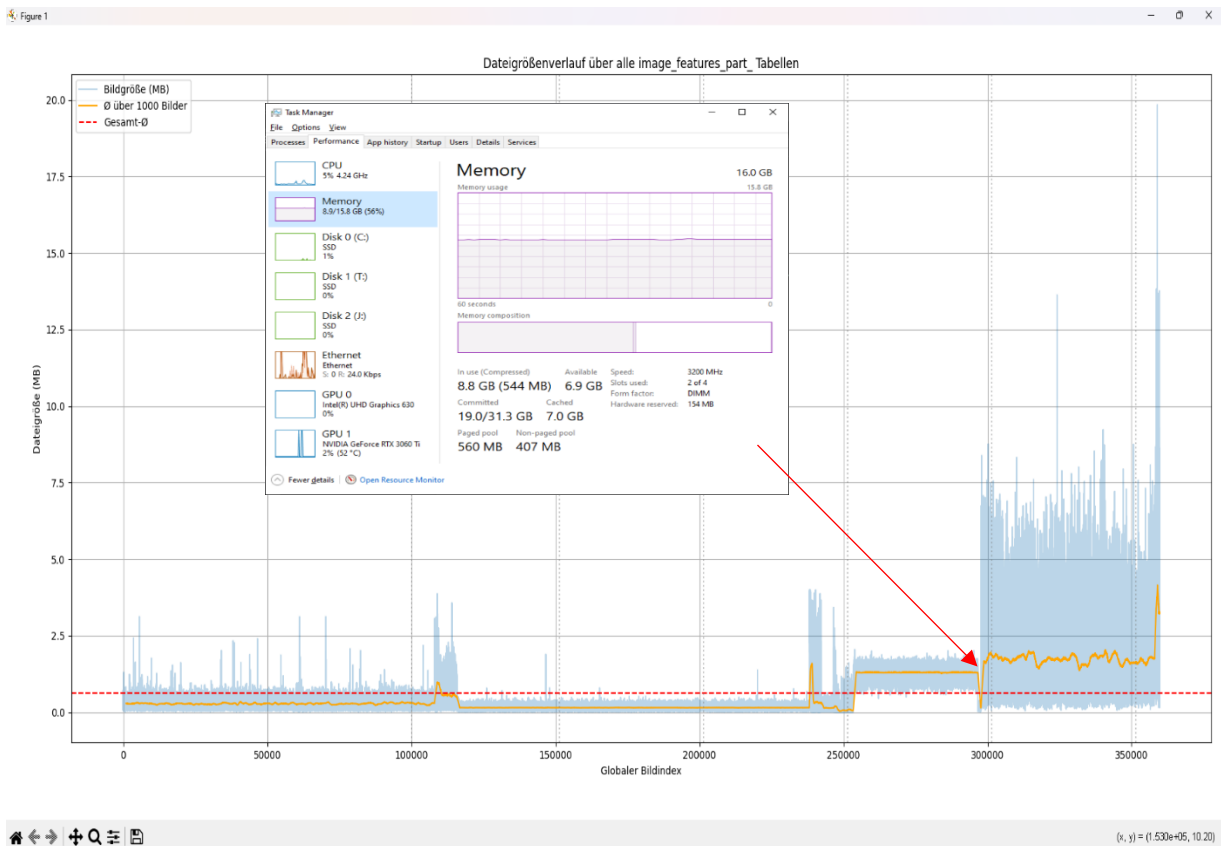 Figure 1
Dateigrößenverlauf über alle image_features_part_ Tabellen
Bildgröße (MB)
Ø über 1000 Bilder
Gesamt-Ø
Dateigröße (MB)
20.0
17.5
15.0
12.5
10.0
7.5
5.0
2.5
0.0
Task Manager
File Options View
Processes Performance App history Startup Users Details Services
CPU
5% 4.24 GHz
Memory
8.9/15.8 GB (56%)
Disk 0 (C:)
SSD
1%
Disk 1 (T:)
SSD
0%
Disk 2 (J:)
SSD
0%
Ethernet
Ethernet
S: 0 R: 24.0 Kbps
GPU 0
Intel(R) UHD Graphics 630
0%
GPU 1
NVIDIA GeForce RTX 3060 Ti
2% (52 °C)
Memory 16.0 GB
Memory usage 15.8 GB
60 seconds 0
Memory composition
In use (Compressed) Available
8.8 GB (544 MB) 6.9 GB
Committed Cached
19.0/31.3 GB 7.0 GB
Paged pool Non-paged pool
560 MB 407 MB
Speed: 3200 MHz
Slots used: 2 of 4
Form factor: DIMM
Hardware reserved: 154 MB
Fewer details Open Resource Monitor
0 50000 100000 150000 200000 250000 300000 350000
Globaler Bildindex
(x, y) = (1.530e+05, 10.20)